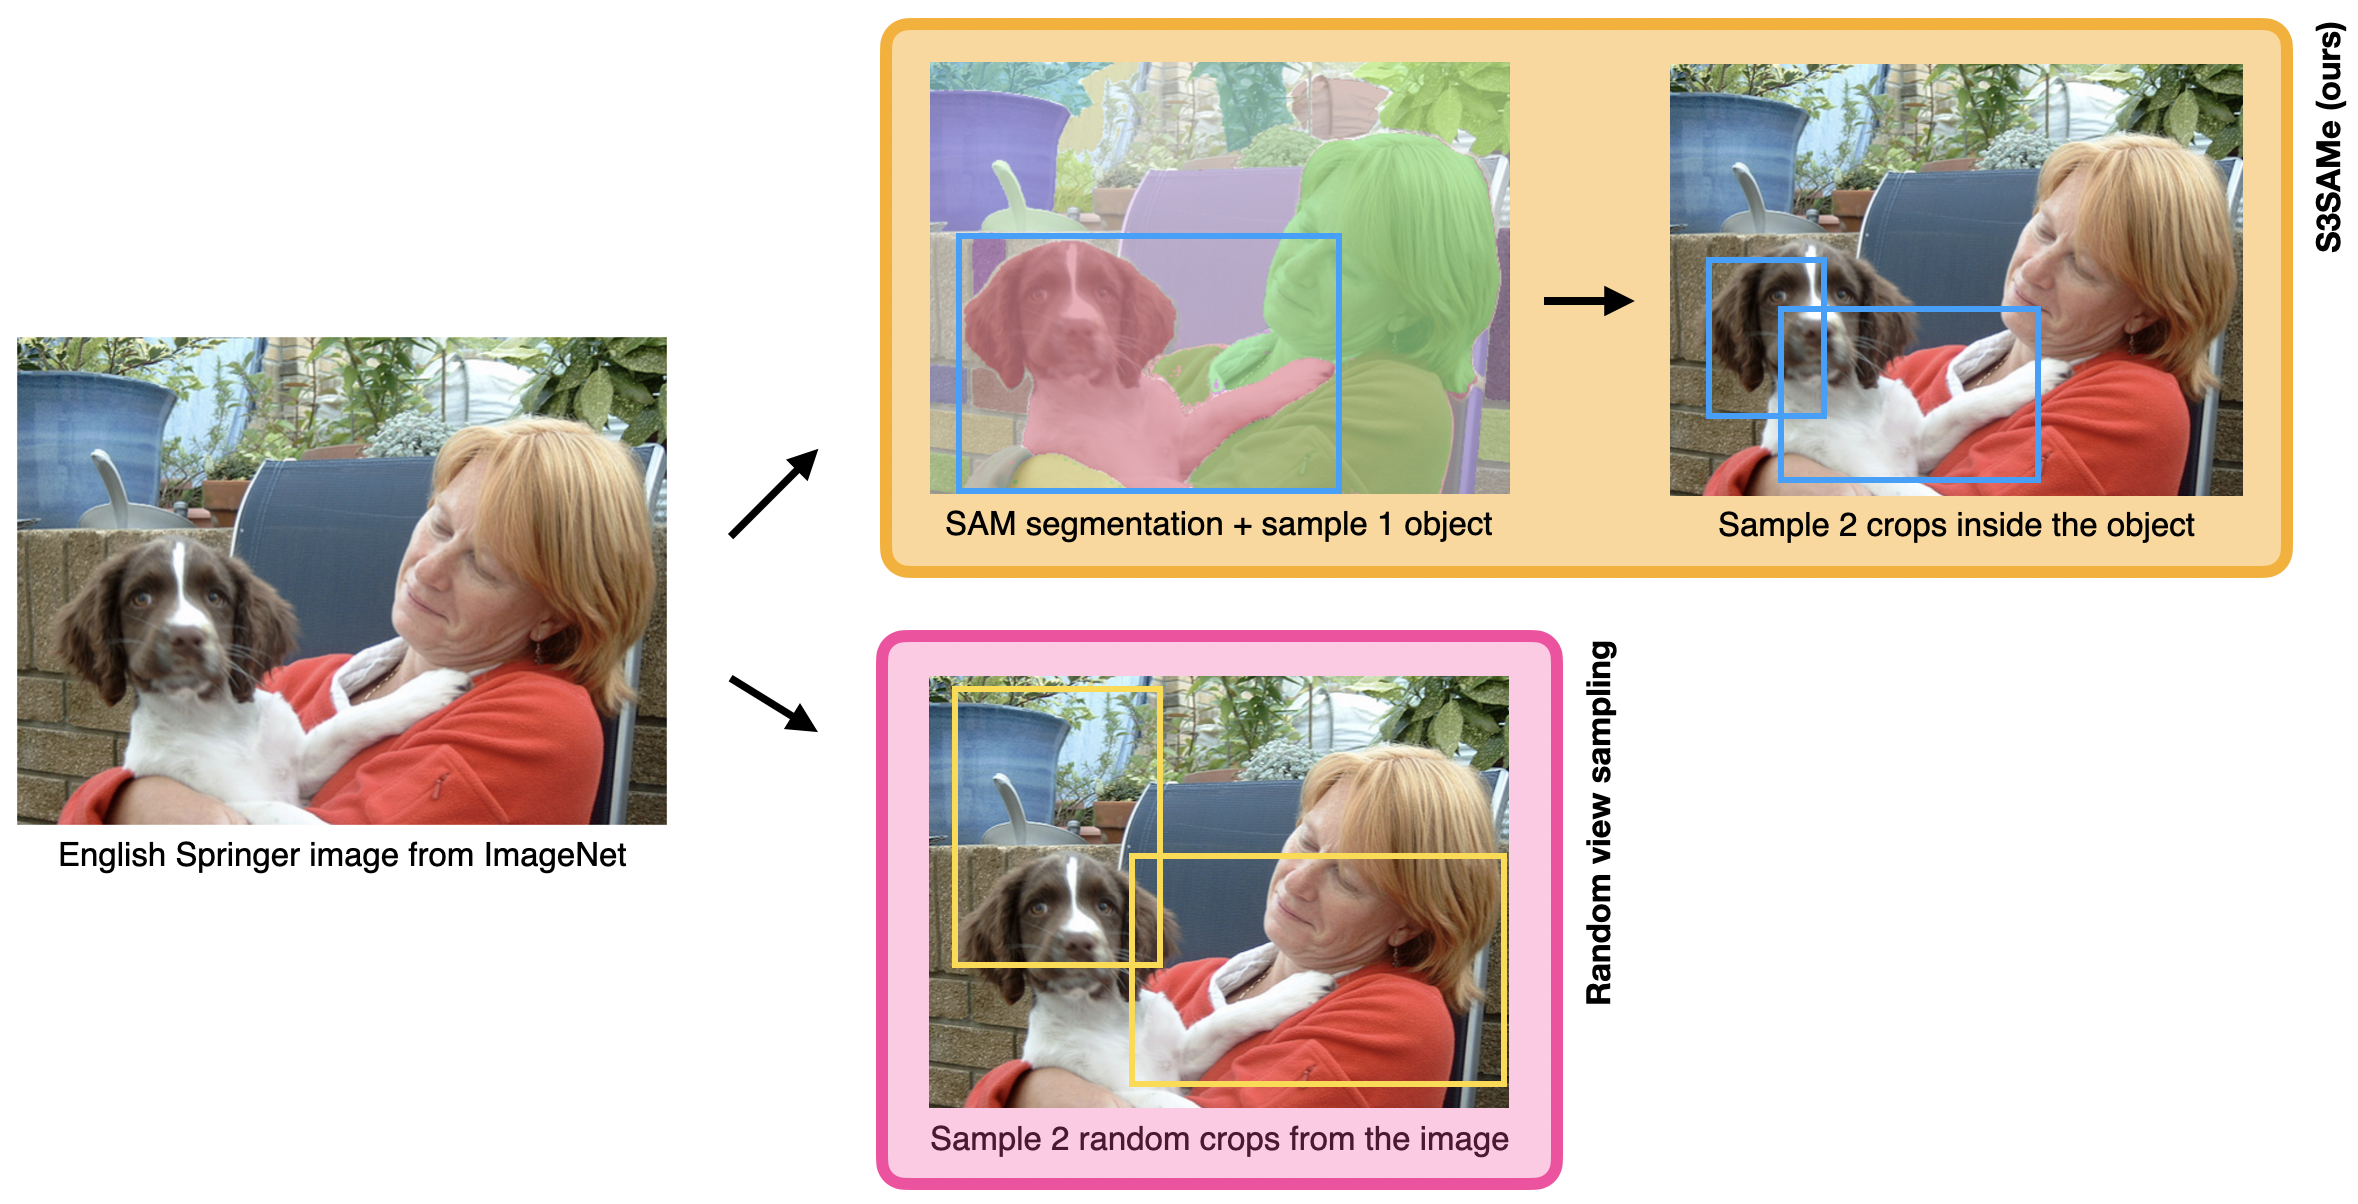 English Springer image from ImageNet
SAM segmentation + sample 1 object
Sample 2 crops inside the object
S3SAMe (ours)
Sample 2 random crops from the image
Random view sampling